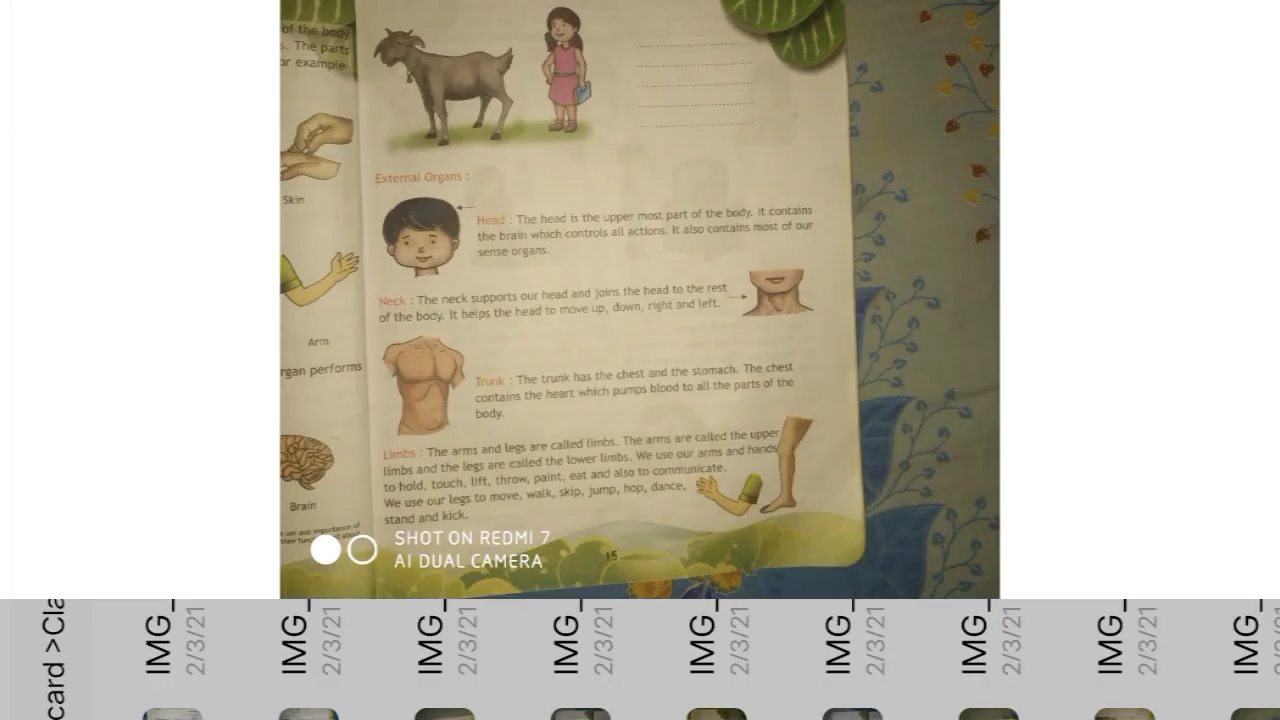 of the body
s. The parts
or example-
Skin
Arm
rgan performs
Brain
use and importance of
External Organs :
Head : The head is the upper most part of the body. It contains
the brain which controls all actions. It also contains most of our
sense organs.
Neck : The neck supports our head and joins the head to the rest
of the body. It helps the head to move up, down, right and left.
Trunk : The trunk has the chest and the stomach. The chest
contains the heart which pumps blood to all the parts of the
body.
Limbs : The arms and legs are called limbs. The arms are called the upper
limbs and the legs are called the lower limbs. We use our arms and hands
to hold, touch, lift, throw, paint, eat and also to communicate.
We use our legs to move, walk, skip, jump, hop, dance,
stand and kick.
15
SHOT ON REDMI 7
AI DUAL CAMERA
card >Cla
IMG_
2/3/21
IMG_
2/3/21
IMG_
2/3/21
IMG_
2/3/21
IMG_
2/3/21
IMG_
2/3/21
IMG_
2/3/21
IMG_
2/3/21
IMG_